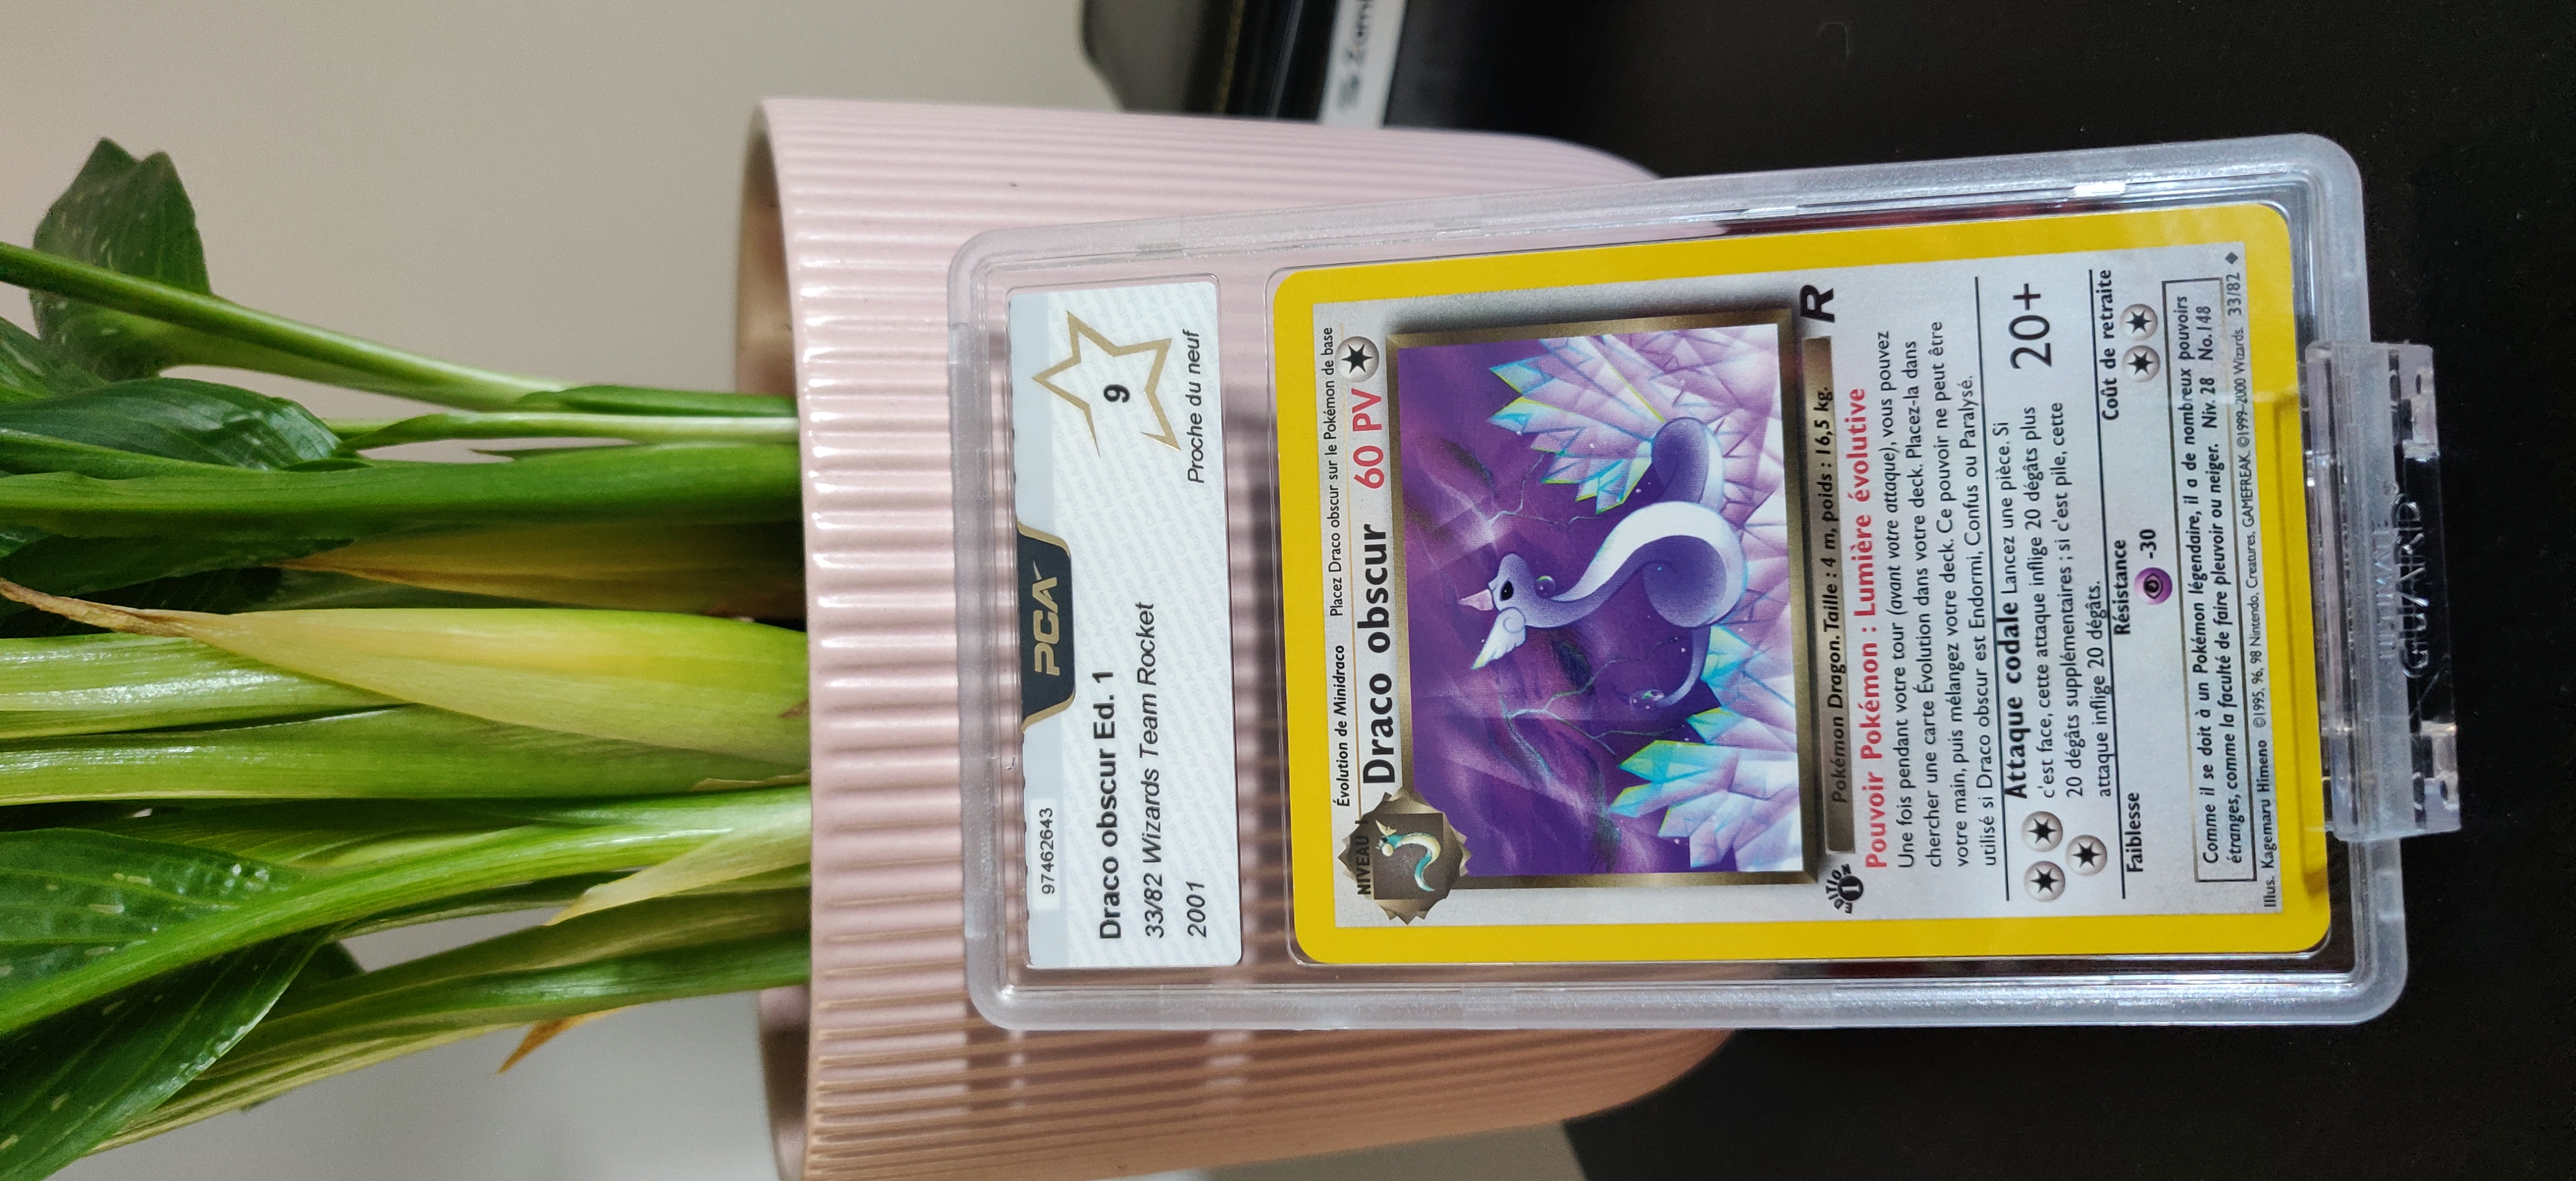 97462643
PCA
Draco obscur Ed. 1
33/82 Wizards Team Rocket
2001
9
Proche du neuf
Évolution de Minidraco Placez Draco obscur sur le Pokémon de base
NIVEAU 1
Draco obscur 60 PV
Pokémon Dragon. Taille : 4 m, poids : 16,5 kg.
R
EDITION
1
Pouvoir Pokémon : Lumière évolutive
Une fois pendant votre tour (avant votre attaque), vous pouvez
chercher une carte Évolution dans votre deck. Placez-la dans
votre main, puis mélangez votre deck. Ce pouvoir ne peut être
utilisé si Draco obscur est Endormi, Confus ou Paralysé.
Attaque codale Lancez une pièce. Si
c'est face, cette attaque inflige 20 dégâts plus
20 dégâts supplémentaires ; si c'est pile, cette
attaque inflige 20 dégâts.
20+
Faiblesse Résistance Coût de retraite
-30
Comme il se doit à un Pokémon légendaire, il a de nombreux pouvoirs
étranges, comme la faculté de faire pleuvoir ou neiger. Niv. 28 No.148
Illus. Kagemaru Himeno ©1995, 96, 98 Nintendo, Creatures, GAMEFREAK. ©1999-2000 Wizards. 33/82
ULTIMATE
GUARD